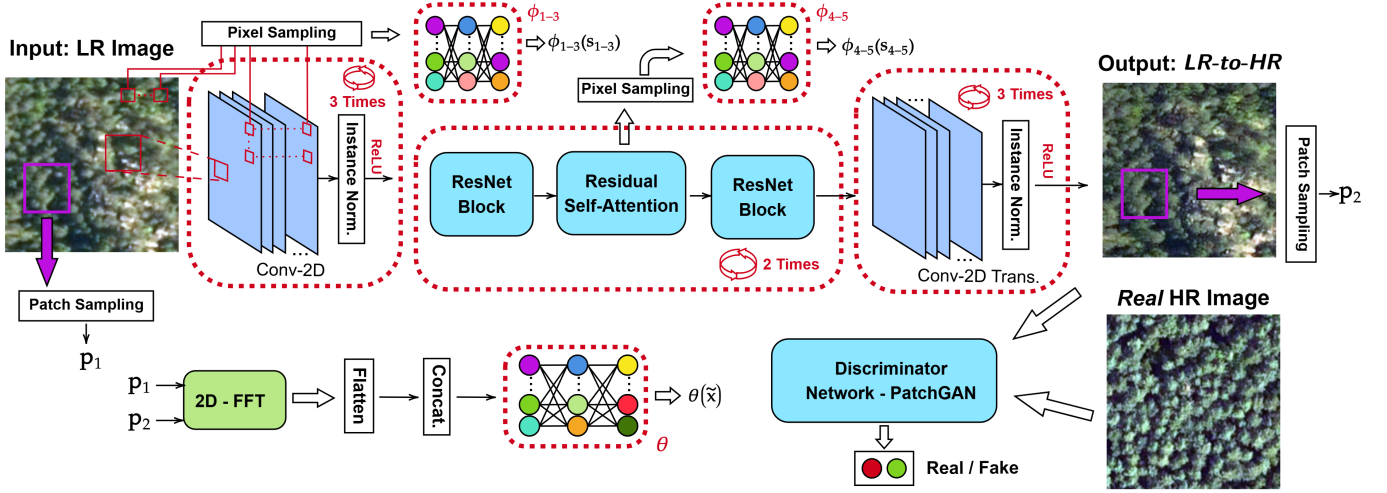 Input: LR Image
Pixel Sampling
ϕ₁₋₃
ϕ₁₋₃(s₁₋₃)
ϕ₄₋₅
ϕ₄₋₅(s₄₋₅)
Pixel Sampling
Output: LR-to-HR
3 Times
Instance Norm.
ReLU
...
Conv-2D
ResNet
Block
Residual
Self-Attention
ResNet
Block
2 Times
...
3 Times
Instance Norm.
ReLU
...
Conv-2D Trans.
Patch Sampling
p₂
Patch Sampling
p₁
Real HR Image
p₁
p₂
2D - FFT
Flatten
Concat.
θ
θ(x̃)
Discriminator
Network - PatchGAN
Real / Fake